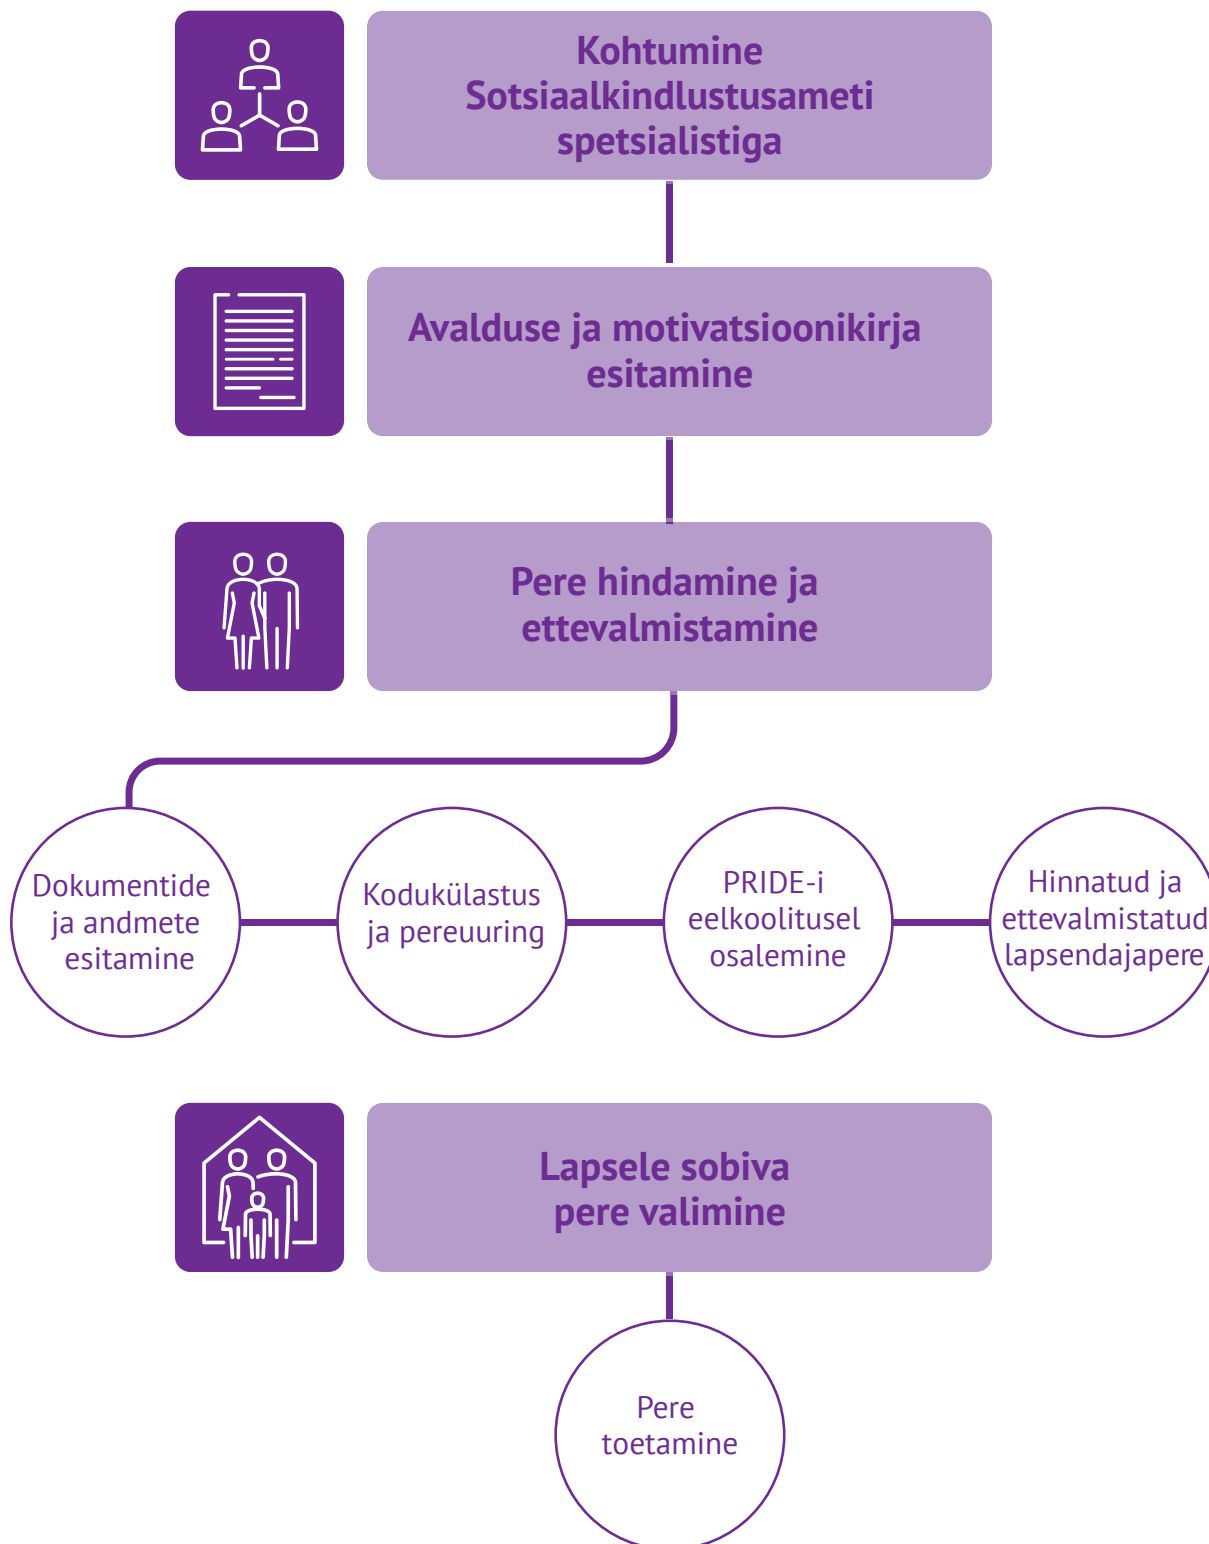 Kohtumine
Sotsiaalkindlustusameti
spetsialistiga
Avalduse ja motivatsioonikirja
esitamine
Pere hindamine ja
ettevalmistamine
Dokumentide
ja andmete
esitamine
Kodukülastus
ja pereuuring
PRIDE-i
eelkoolitusel
osalemine
Hinnatud ja
ettevalmistatud
lapsendajapere
Lapsele sobiva
pere valimine
Pere
toetamine